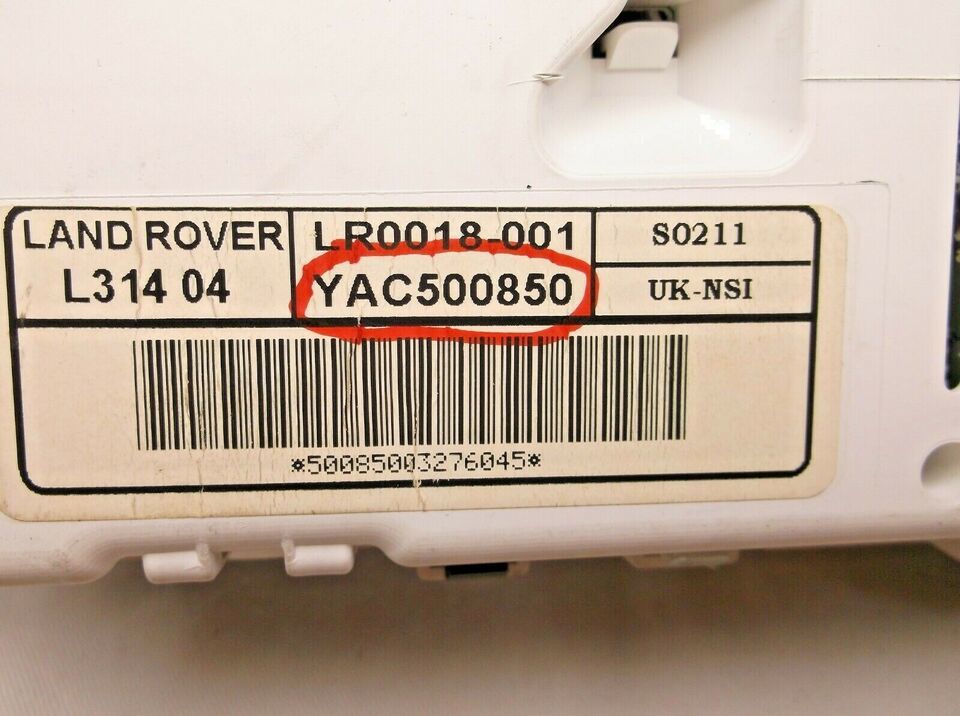 LAND ROVER
L314 04
LR0018-001
YAC500850
S0211
UK-NSI
*50085003276045*